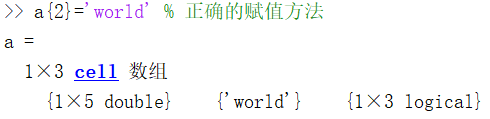 >> a{2}='world' % 正确的赋值方法
a =
1×3 cell 数组
{1×5 double} {'world'} {1×3 logical}